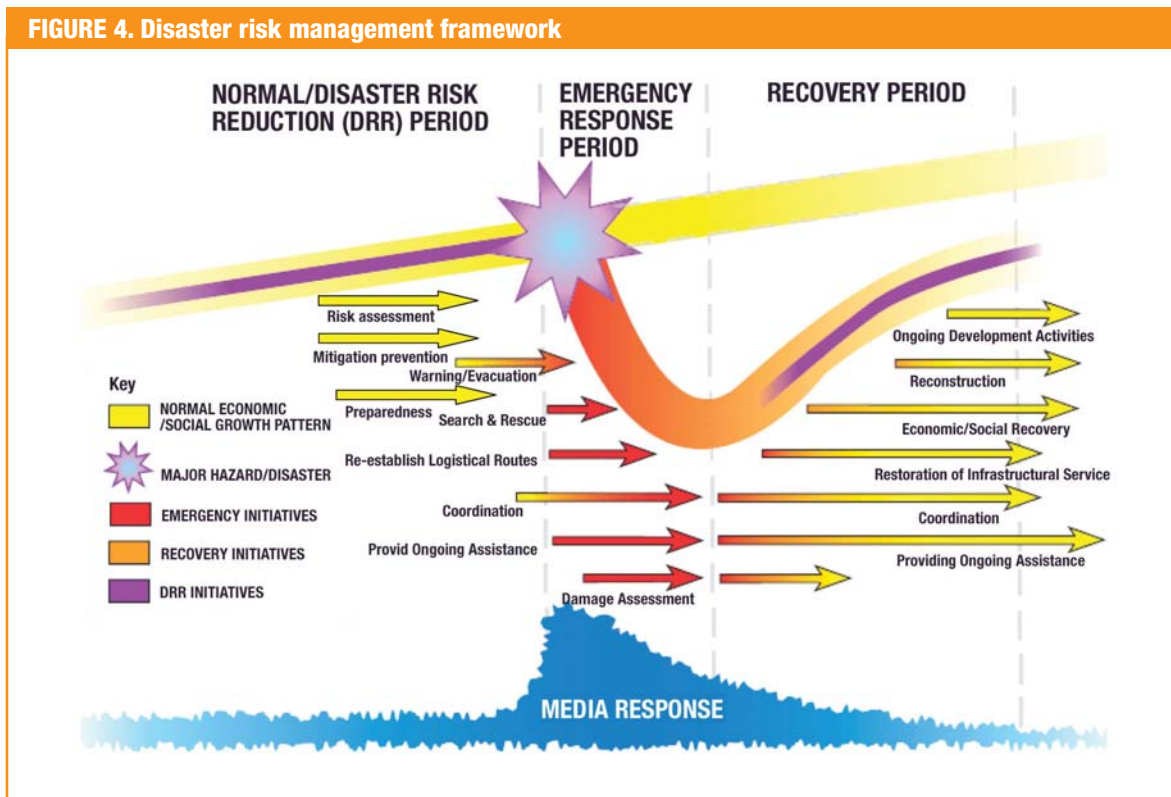 FIGURE 4. Disaster risk management framework
NORMAL/DISASTER RISK
REDUCTION (DRR) PERIOD
EMERGENCY
RESPONSE
PERIOD
RECOVERY PERIOD
Risk assessment
Mitigation prevention
Warning/Evacuation
Preparedness
Search & Rescue
Re-establish Logistical Routes
Coordination
Provid Ongoing Assistance
Damage Assessment
Ongoing Development Activities
Reconstruction
Economic/Social Recovery
Restoration of Infrastructural Service
Coordination
Providing Ongoing Assistance
Key
NORMAL ECONOMIC
/SOCIAL GROWTH PATTERN
MAJOR HAZARD/DISASTER
EMERGENCY INITIATIVES
RECOVERY INITIATIVES
DRR INITIATIVES
MEDIA RESPONSE